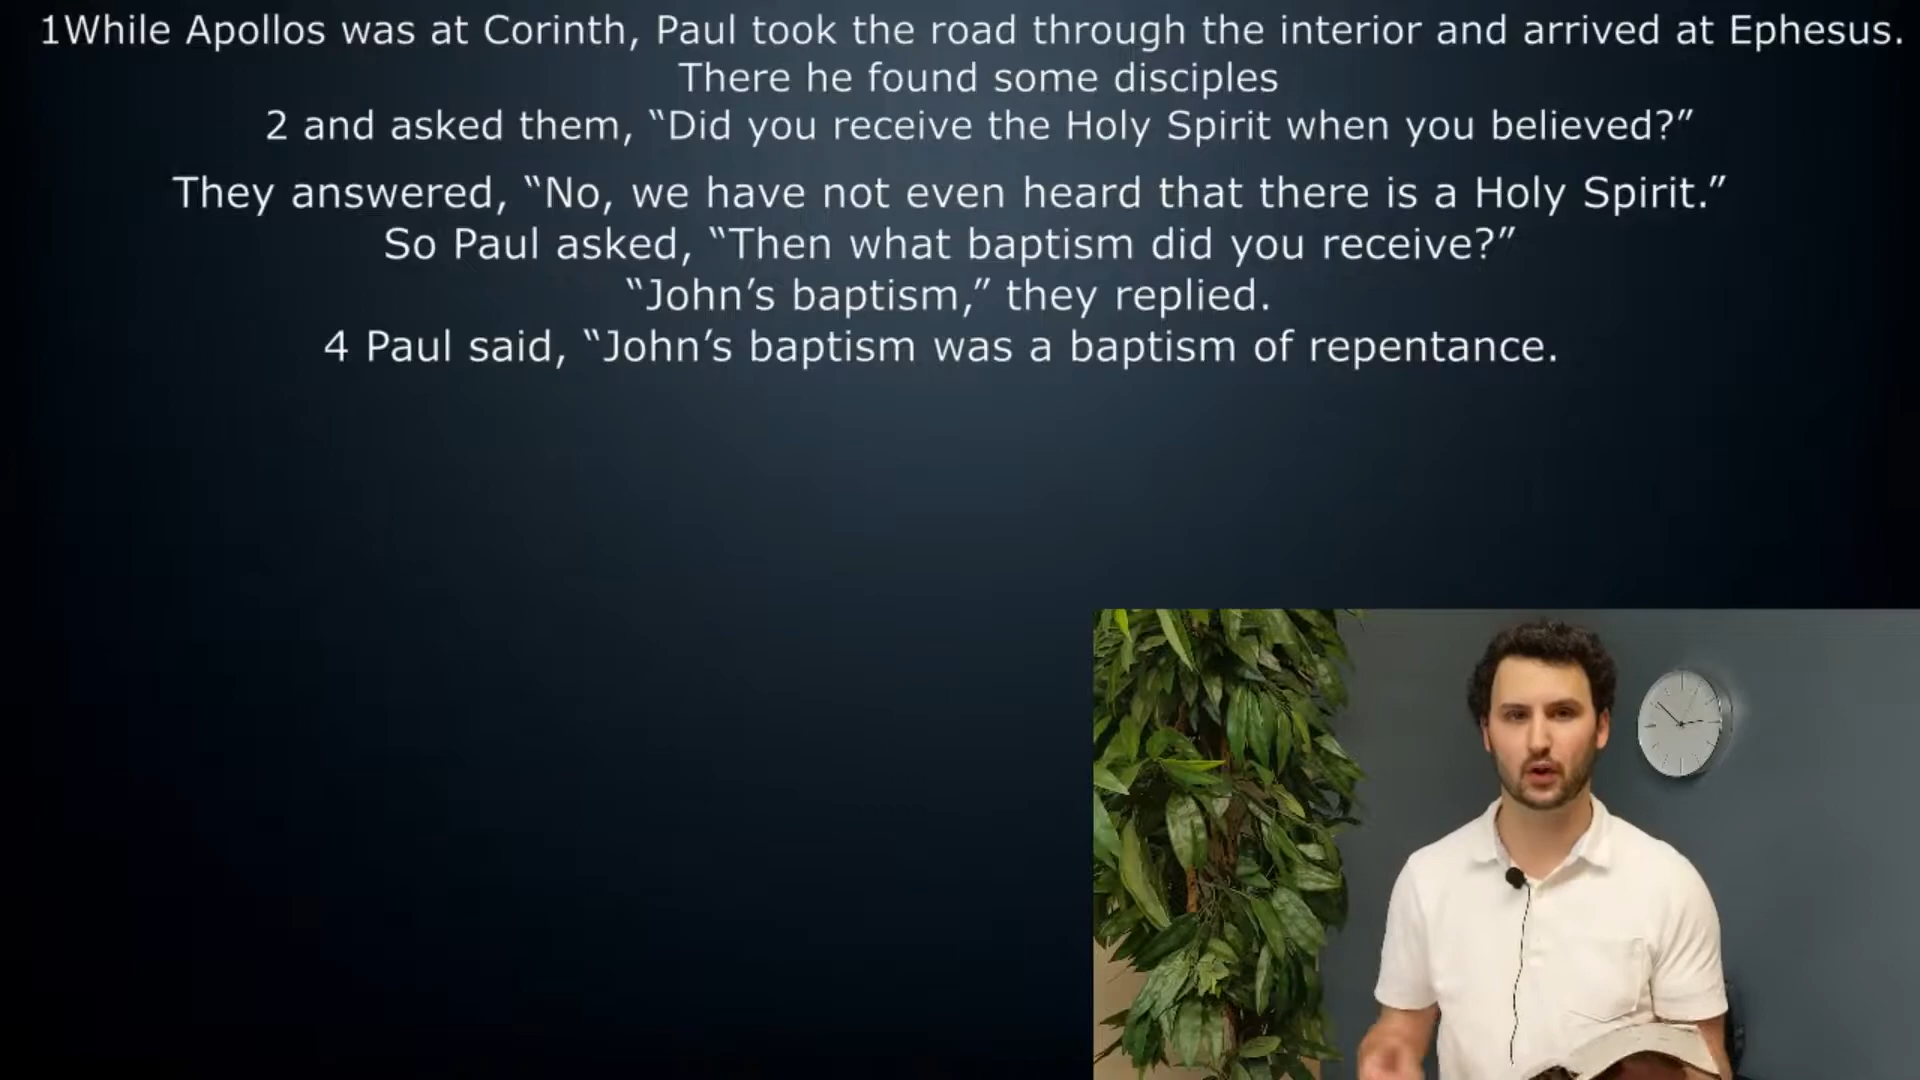 1While Apollos was at Corinth, Paul took the road through the interior and arrived at Ephesus.
There he found some disciples
2 and asked them, “Did you receive the Holy Spirit when you believed?”
They answered, “No, we have not even heard that there is a Holy Spirit.”
So Paul asked, “Then what baptism did you receive?”
“John’s baptism,” they replied.
4 Paul said, “John’s baptism was a baptism of repentance.